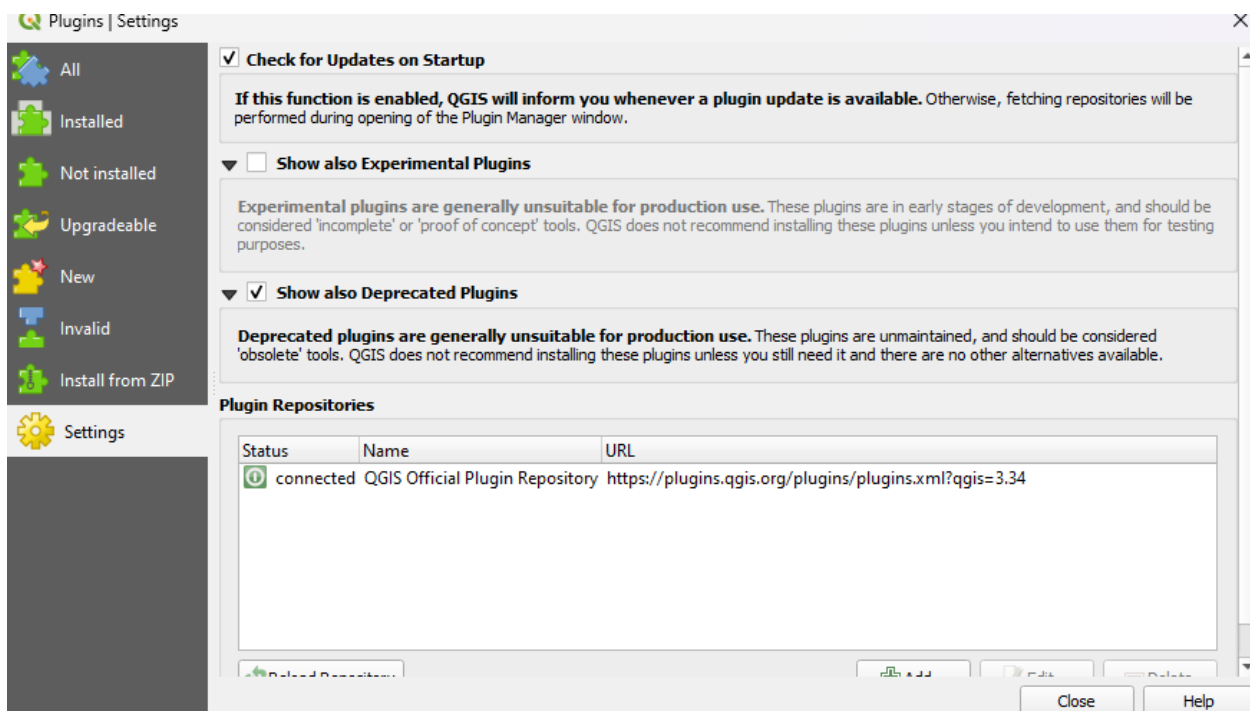 Plugins | Settings
All
Installed
Not installed
Upgradeable
New
Invalid
Install from ZIP
Settings
Check for Updates on Startup
If this function is enabled, QGIS will inform you whenever a plugin update is available. Otherwise, fetching repositories will be
performed during opening of the Plugin Manager window.
Show also Experimental Plugins
Experimental plugins are generally unsuitable for production use. These plugins are in early stages of development, and should be
considered 'incomplete' or 'proof of concept' tools. QGIS does not recommend installing these plugins unless you intend to use them for testing
purposes.
Show also Deprecated Plugins
Deprecated plugins are generally unsuitable for production use. These plugins are unmaintained, and should be considered
'obsolete' tools. QGIS does not recommend installing these plugins unless you still need it and there are no other alternatives available.
Plugin Repositories
Status Name URL
connected QGIS Official Plugin Repository https://plugins.qgis.org/plugins/plugins.xml?qgis=3.34
Reload Repository Add... Edit... Delete
Close Help